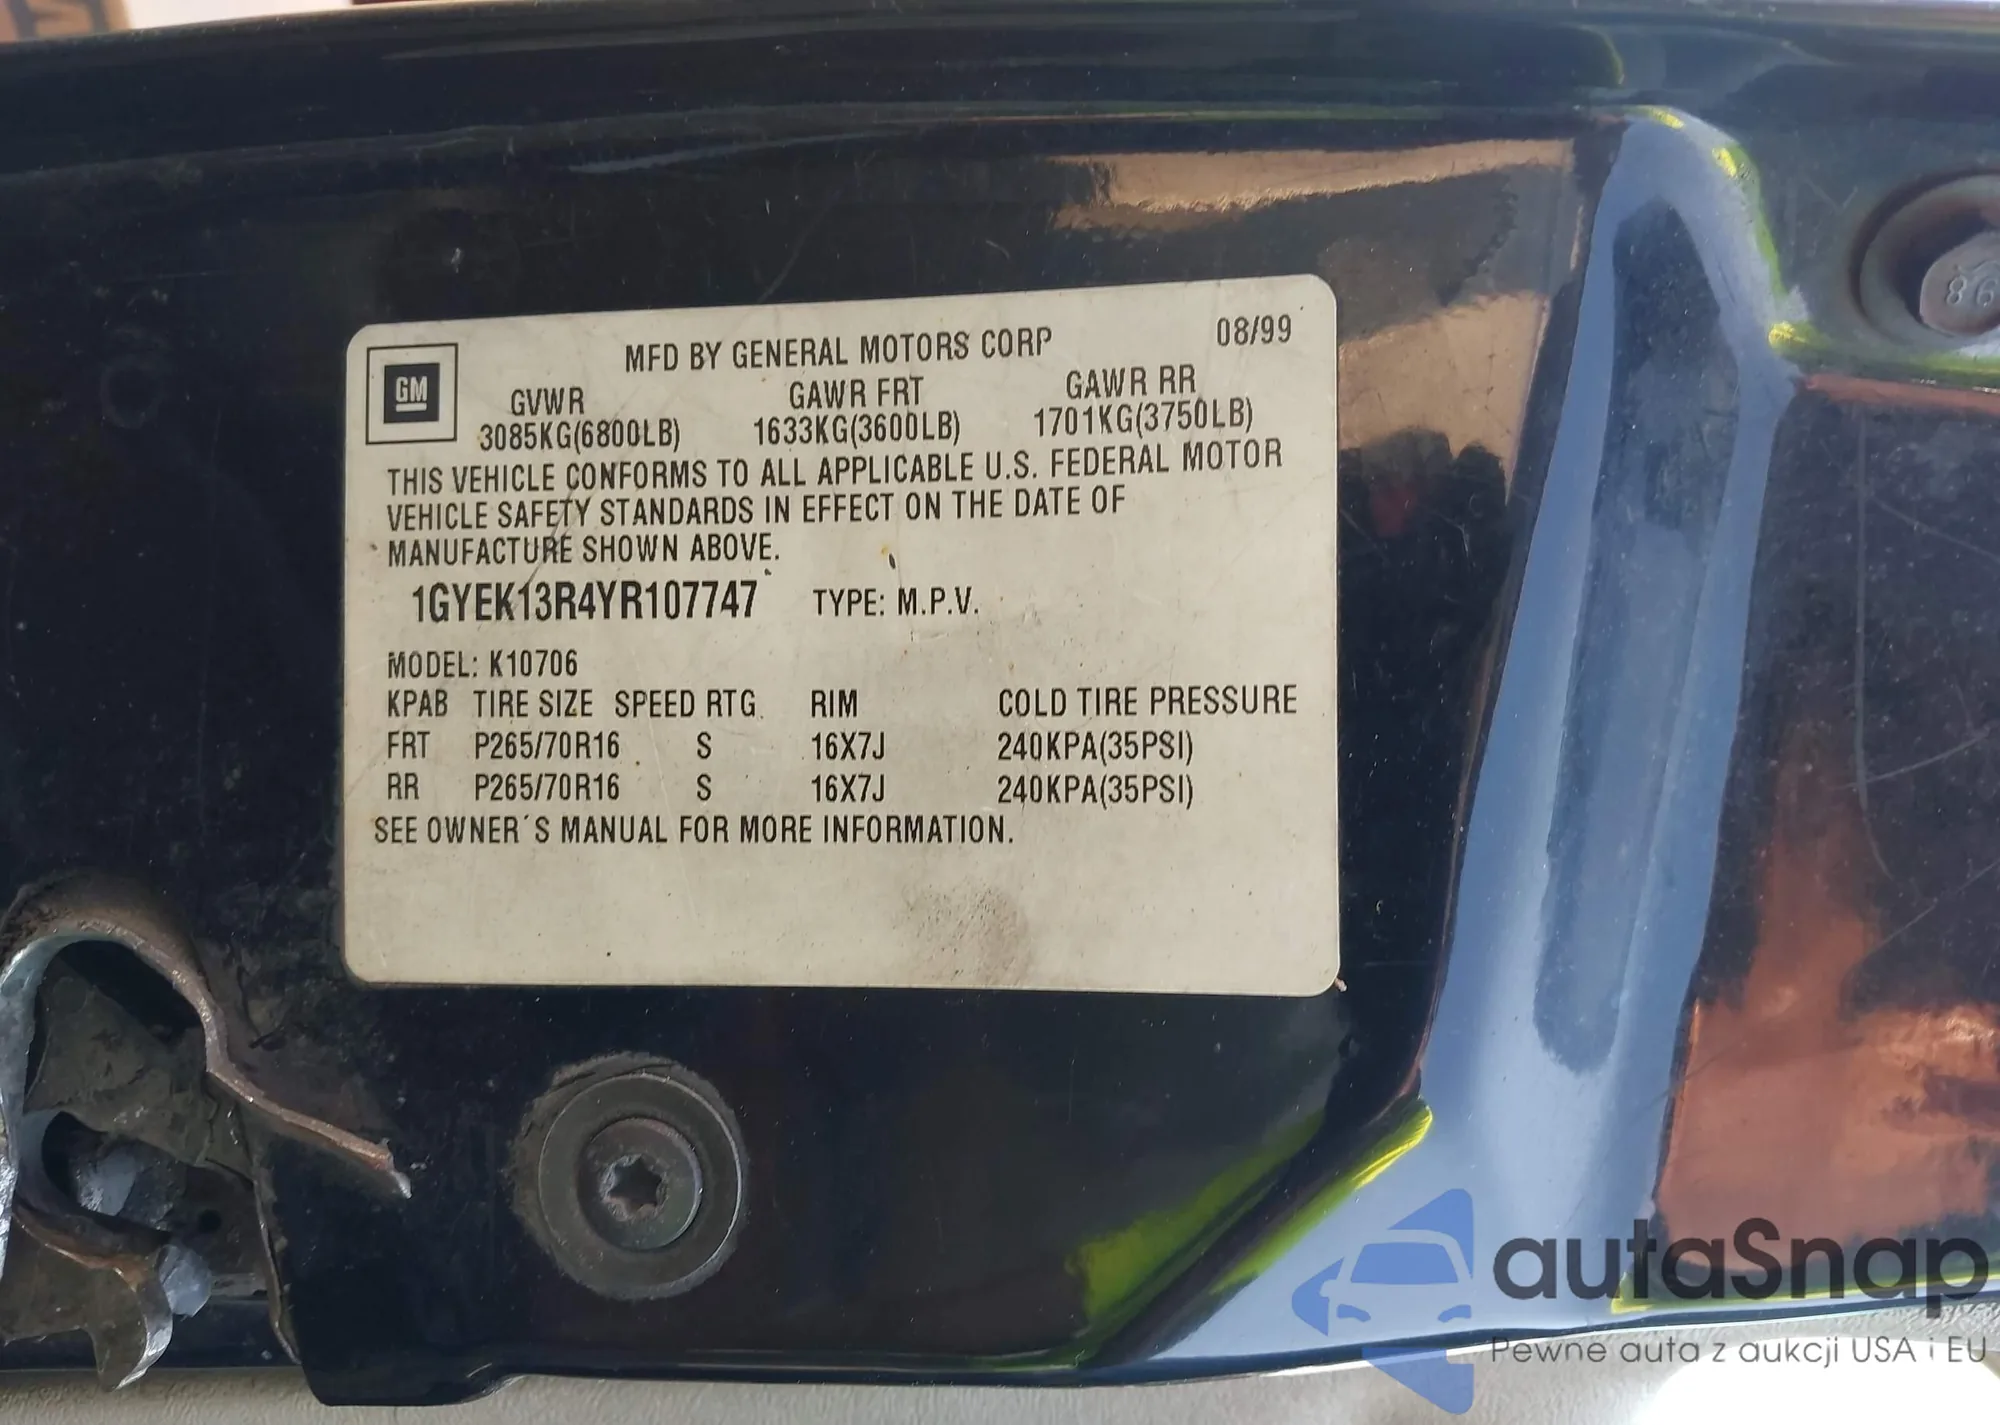 MFD BY GENERAL MOTORS CORP 08/99
GM
GVWR GAWR FRT GAWR RR
3085KG(6800LB) 1633KG(3600LB) 1701KG(3750LB)
THIS VEHICLE CONFORMS TO ALL APPLICABLE U.S. FEDERAL MOTOR
VEHICLE SAFETY STANDARDS IN EFFECT ON THE DATE OF
MANUFACTURE SHOWN ABOVE.
1GYEK13R4YR107747 TYPE: M.P.V.
MODEL: K10706
KPAB TIRE SIZE SPEED RTG RIM COLD TIRE PRESSURE
FRT P265/70R16 S 16X7J 240KPA(35PSI)
RR P265/70R16 S 16X7J 240KPA(35PSI)
SEE OWNER´S MANUAL FOR MORE INFORMATION.
autaSnap
Pewne auta z aukcji USA i EU